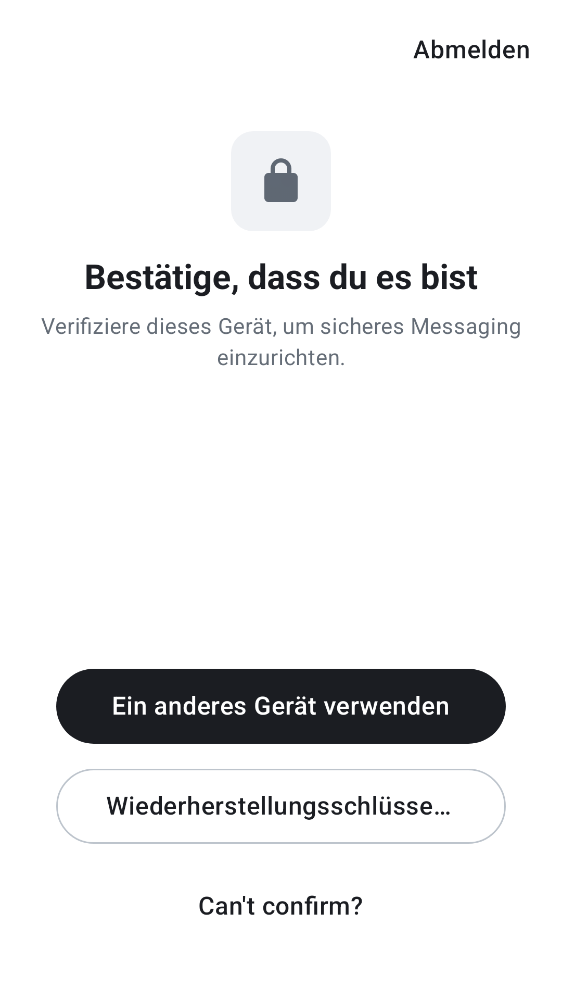 Abmelden
Bestätige, dass du es bist
Verifiziere dieses Gerät, um sicheres Messaging
einzurichten.
Ein anderes Gerät verwenden
Wiederherstellungsschlüsse…
Can't confirm?